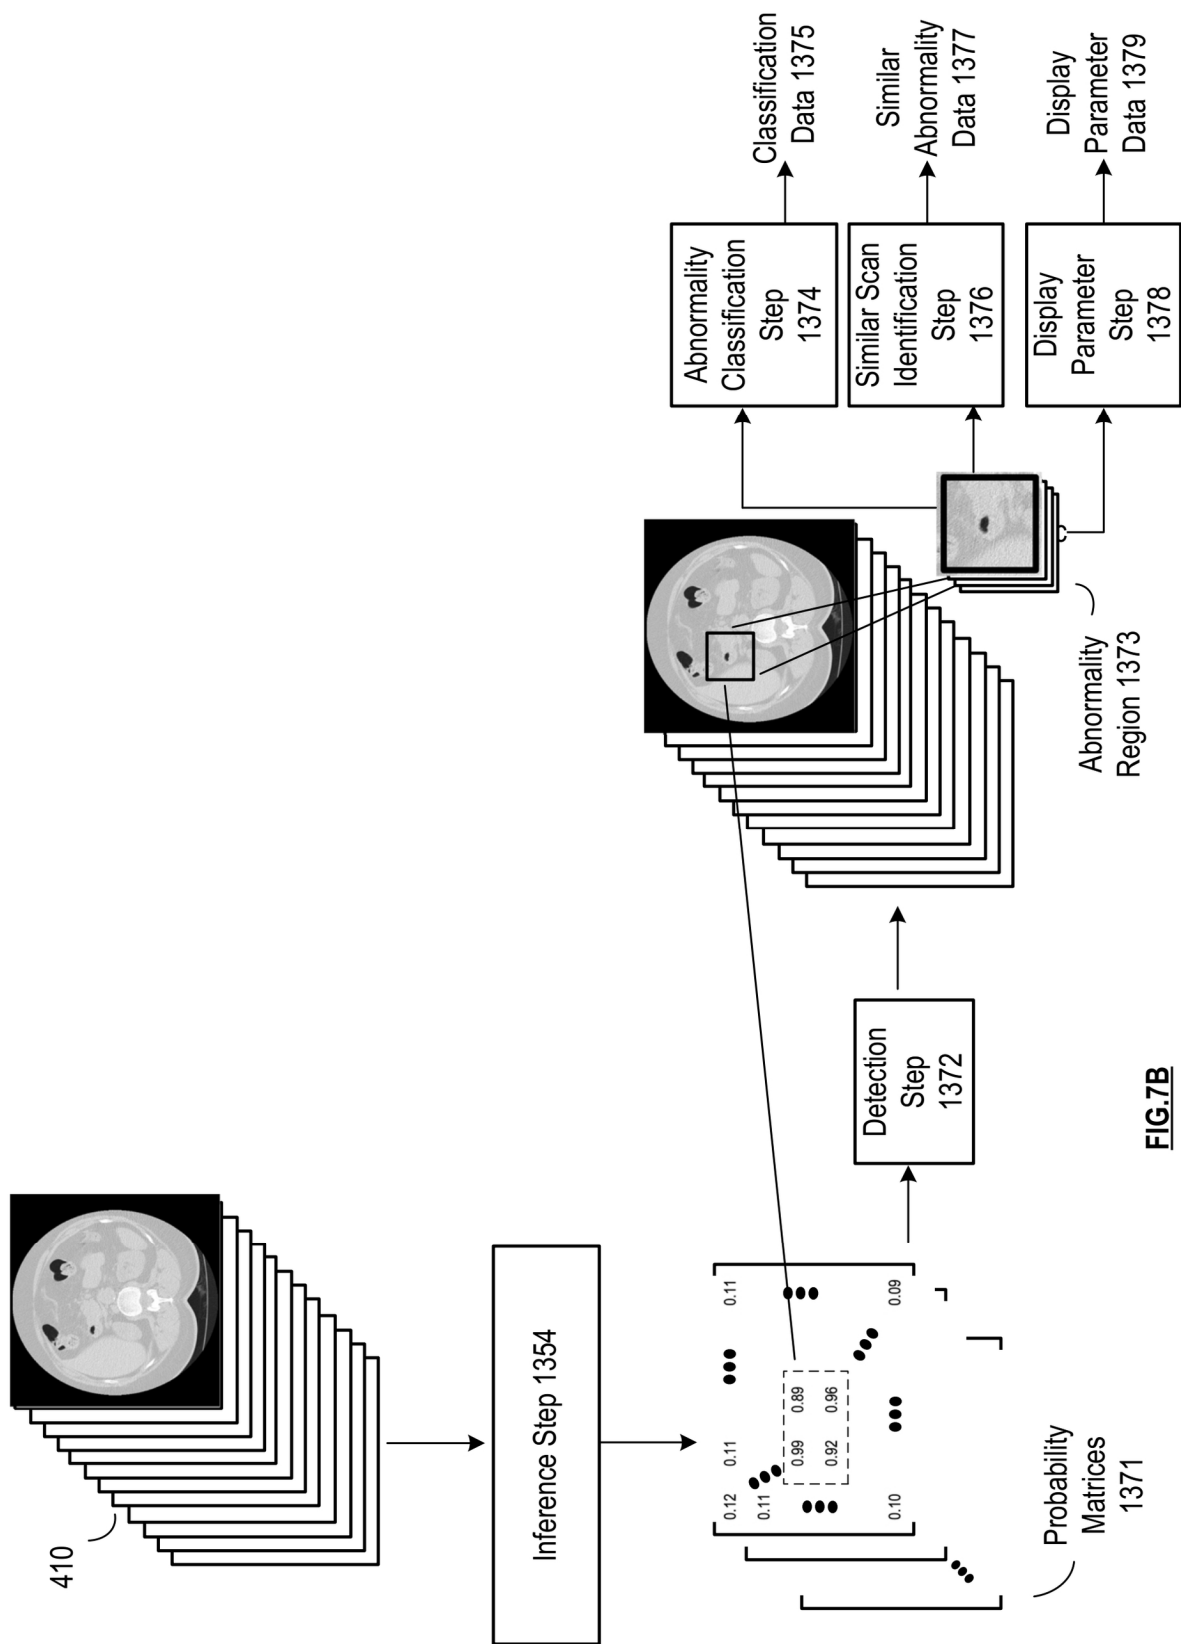 410
Inference Step 1354
0.12
0.11
0.11
0.11
0.99
0.89
0.92
0.96
0.10
0.09
Probability
Matrices
1371
Detection
Step
1372
Abnormality
Region 1373
Abnormality
Classification
Step
1374
Classification
Data 1375
Similar Scan
Identification
Step
1376
Similar
Abnormality
Data 1377
Display
Parameter
Step
1378
Display
Parameter
Data 1379
FIG.7B